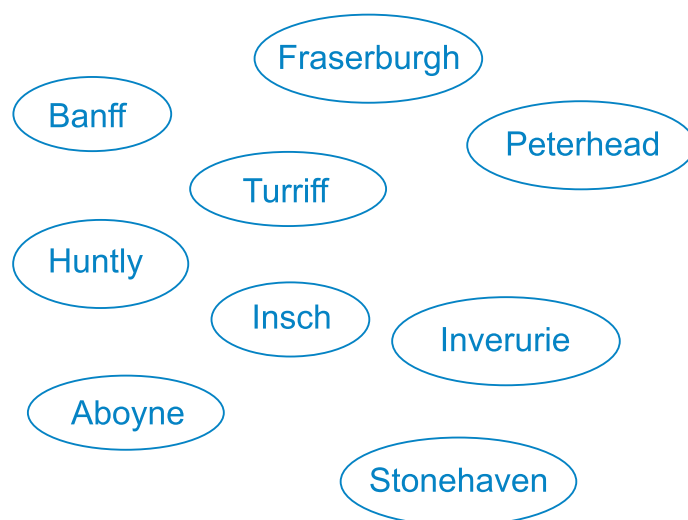 Fraserburgh
Banff
Peterhead
Turriff
Huntly
Insch
Inverurie
Aboyne
Stonehaven